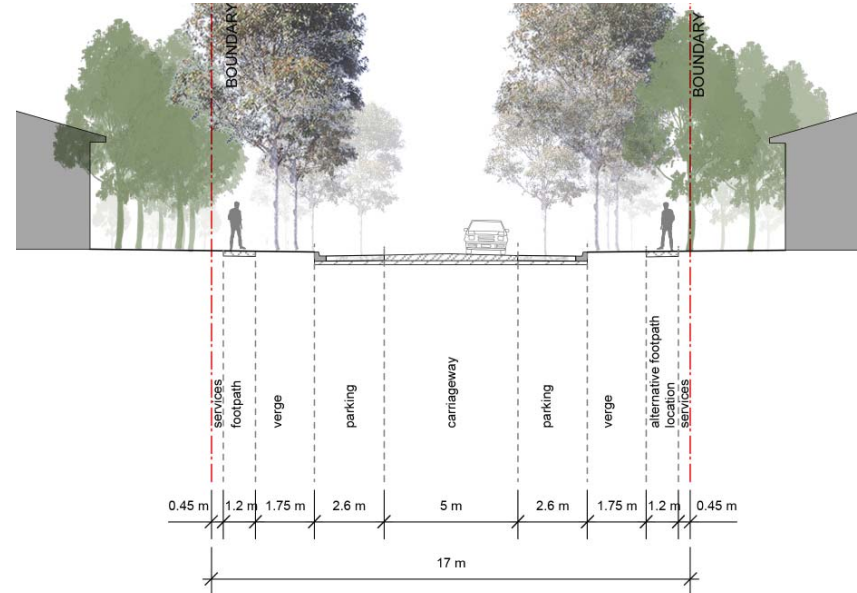 BOUNDARY
BOUNDARY
services
footpath
verge
parking
carriageway
parking
verge
alternative footpath
location
services
0.45 m
1.2 m
1.75 m
2.6 m
5 m
2.6 m
1.75 m
1.2 m
0.45 m
17 m